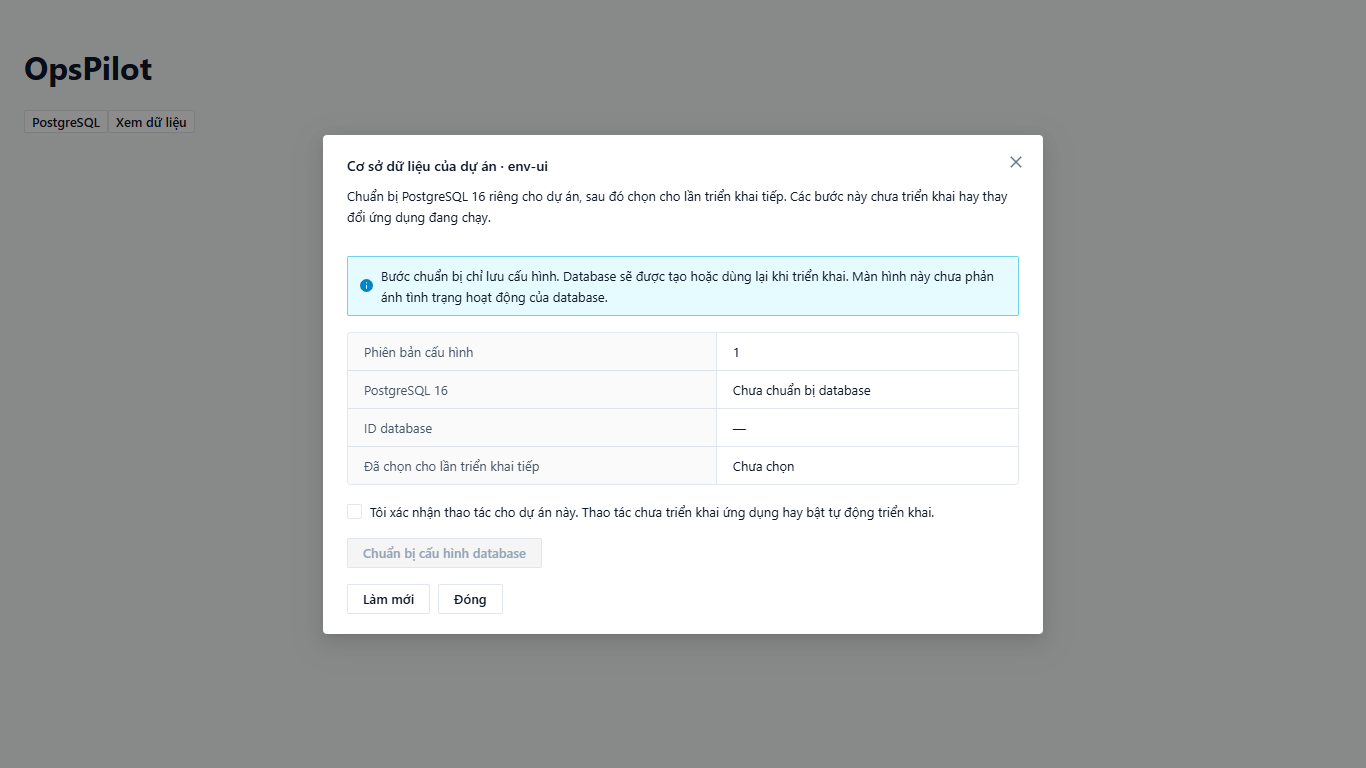 OpsPilot
PostgreSQL
Xem dữ liệu
Cơ sở dữ liệu của dự án · env-ui
Chuẩn bị PostgreSQL 16 riêng cho dự án, sau đó chọn cho lần triển khai tiếp. Các bước này chưa triển khai hay thay
đổi ứng dụng đang chạy.
Bước chuẩn bị chỉ lưu cấu hình. Database sẽ được tạo hoặc dùng lại khi triển khai. Màn hình này chưa phản
ánh tình trạng hoạt động của database.
Phiên bản cấu hình 1
PostgreSQL 16 Chưa chuẩn bị database
ID database —
Đã chọn cho lần triển khai tiếp Chưa chọn
Tôi xác nhận thao tác cho dự án này. Thao tác chưa triển khai ứng dụng hay bật tự động triển khai.
Chuẩn bị cấu hình database
Làm mới
Đóng